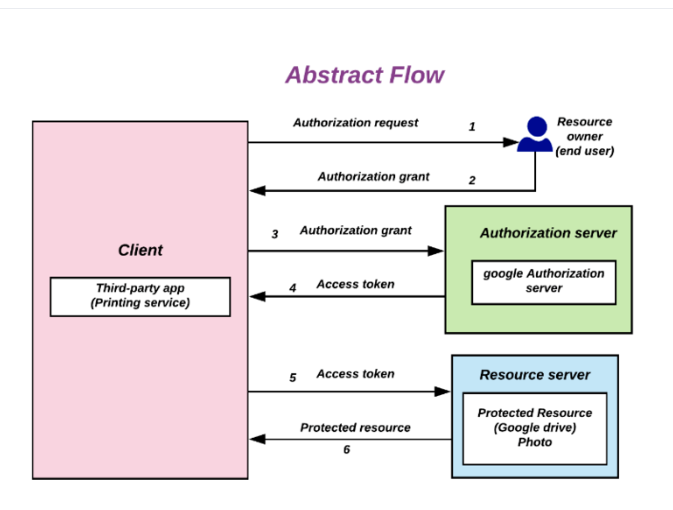 Abstract Flow
Authorization request 1
Resource
owner
(end user)
Authorization grant 2
3 Authorization grant
Authorization server
Client
google Authorization
server
Third-party app
(Printing service)
4 Access token
5 Access token
Resource server
Protected Resource
(Google drive)
Photo
Protected resource
6